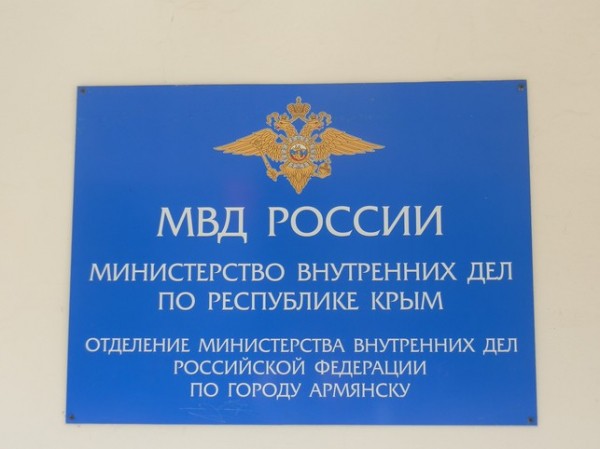 МВД РОССИИ
МИНИСТЕРСТВО ВНУТРЕННИХ ДЕЛ
ПО РЕСПУБЛИКЕ КРЫМ
ОТДЕЛЕНИЕ МИНИСТЕРСТВА ВНУТРЕННИХ ДЕЛ
РОССИЙСКОЙ ФЕДЕРАЦИИ
ПО ГОРОДУ АРМЯНСКУ